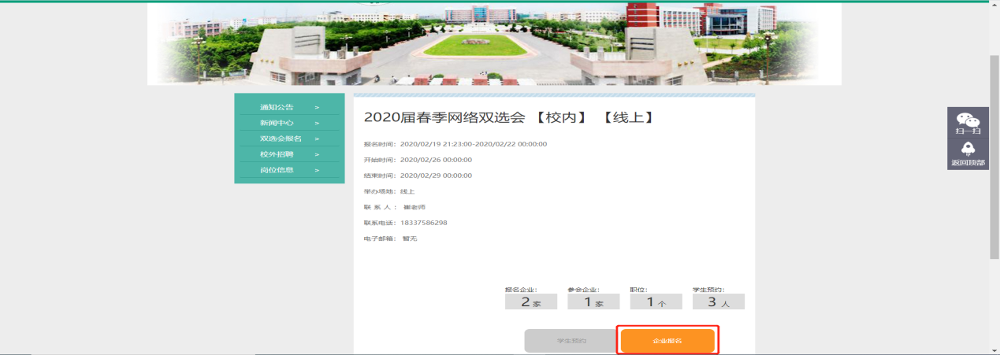 通知公告 >
新闻中心 >
双选会报名 >
校外招聘 >
岗位信息 >
2020届春季网络双选会 【校内】 【线上】
报名时间：2020/02/19 21:23:00-2020/02/22 00:00:00
开始时间：2020/02/26 00:00:00
结束时间：2020/02/29 00:00:00
举办场地：线上
联 系 人 ： 崔老师
联系电话：18337586298
电子邮箱： 暂无
报名企业： 参会企业： 职位： 学生预约：
2 家 1 家 1 个 3 人
学生预约 企业报名
扫一扫
返回顶部